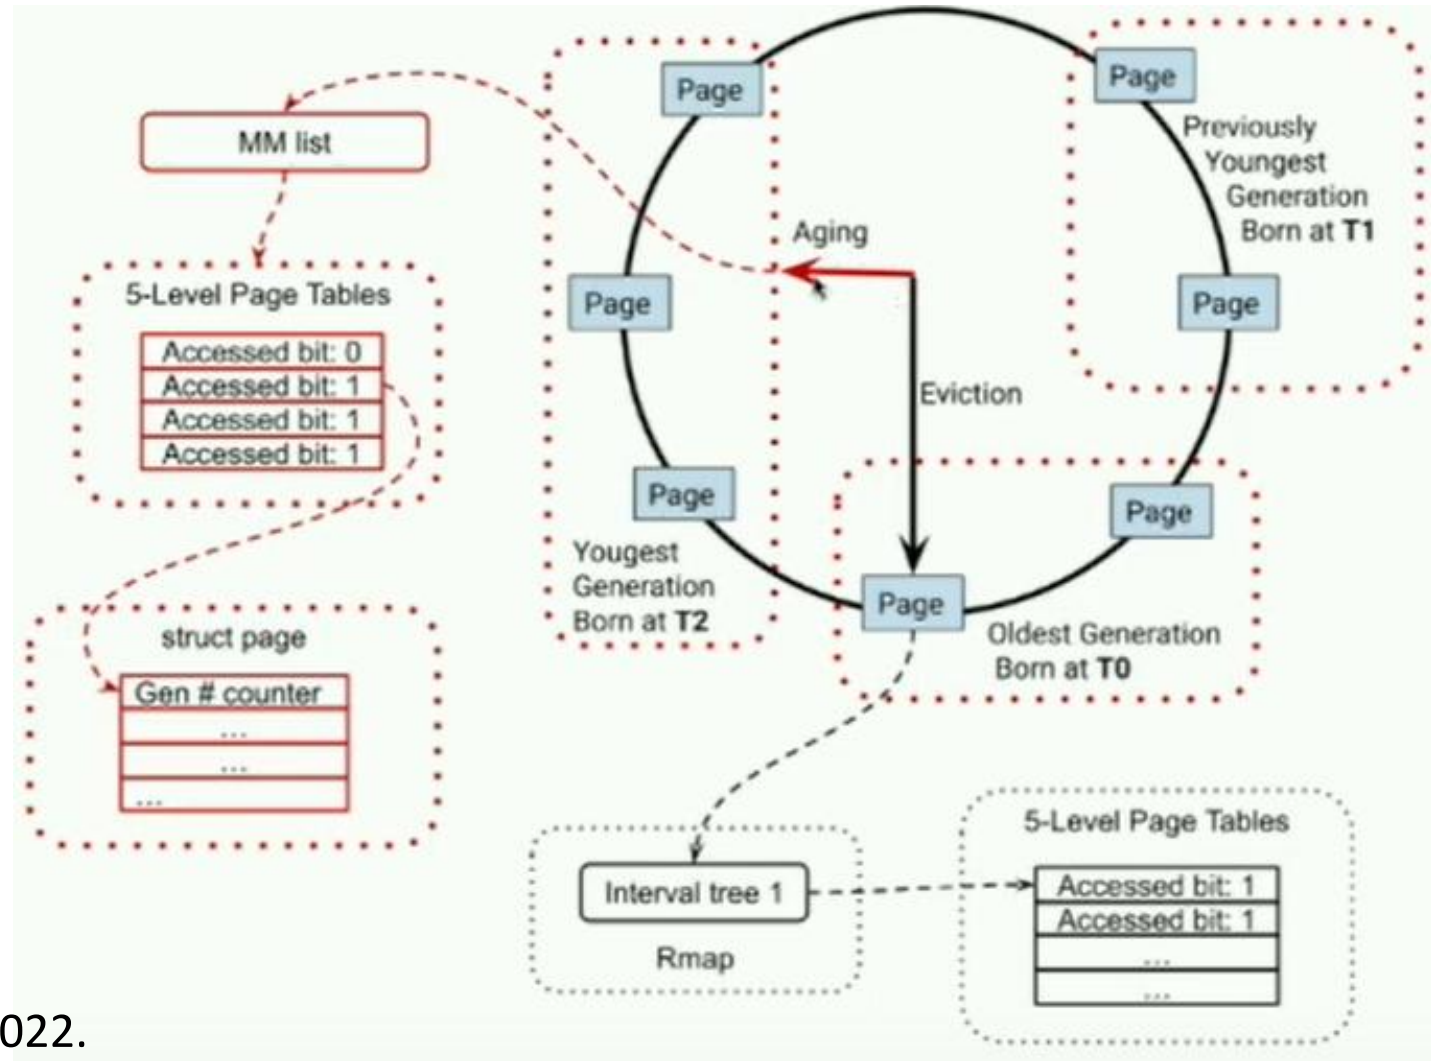 Page
Page
Previously
Youngest
Generation
Born at T1
MM list
Aging
5-Level Page Tables
Accessed bit: 0
Accessed bit: 1
Accessed bit: 1
Accessed bit: 1
Page
Page
Eviction
Page
Page
Yougest
Generation
Born at T2
Page
Oldest Generation
Born at T0
struct page
Gen # counter
...
...
...
Interval tree 1
Rmap
5-Level Page Tables
Accessed bit: 1
Accessed bit: 1
...
...
022.